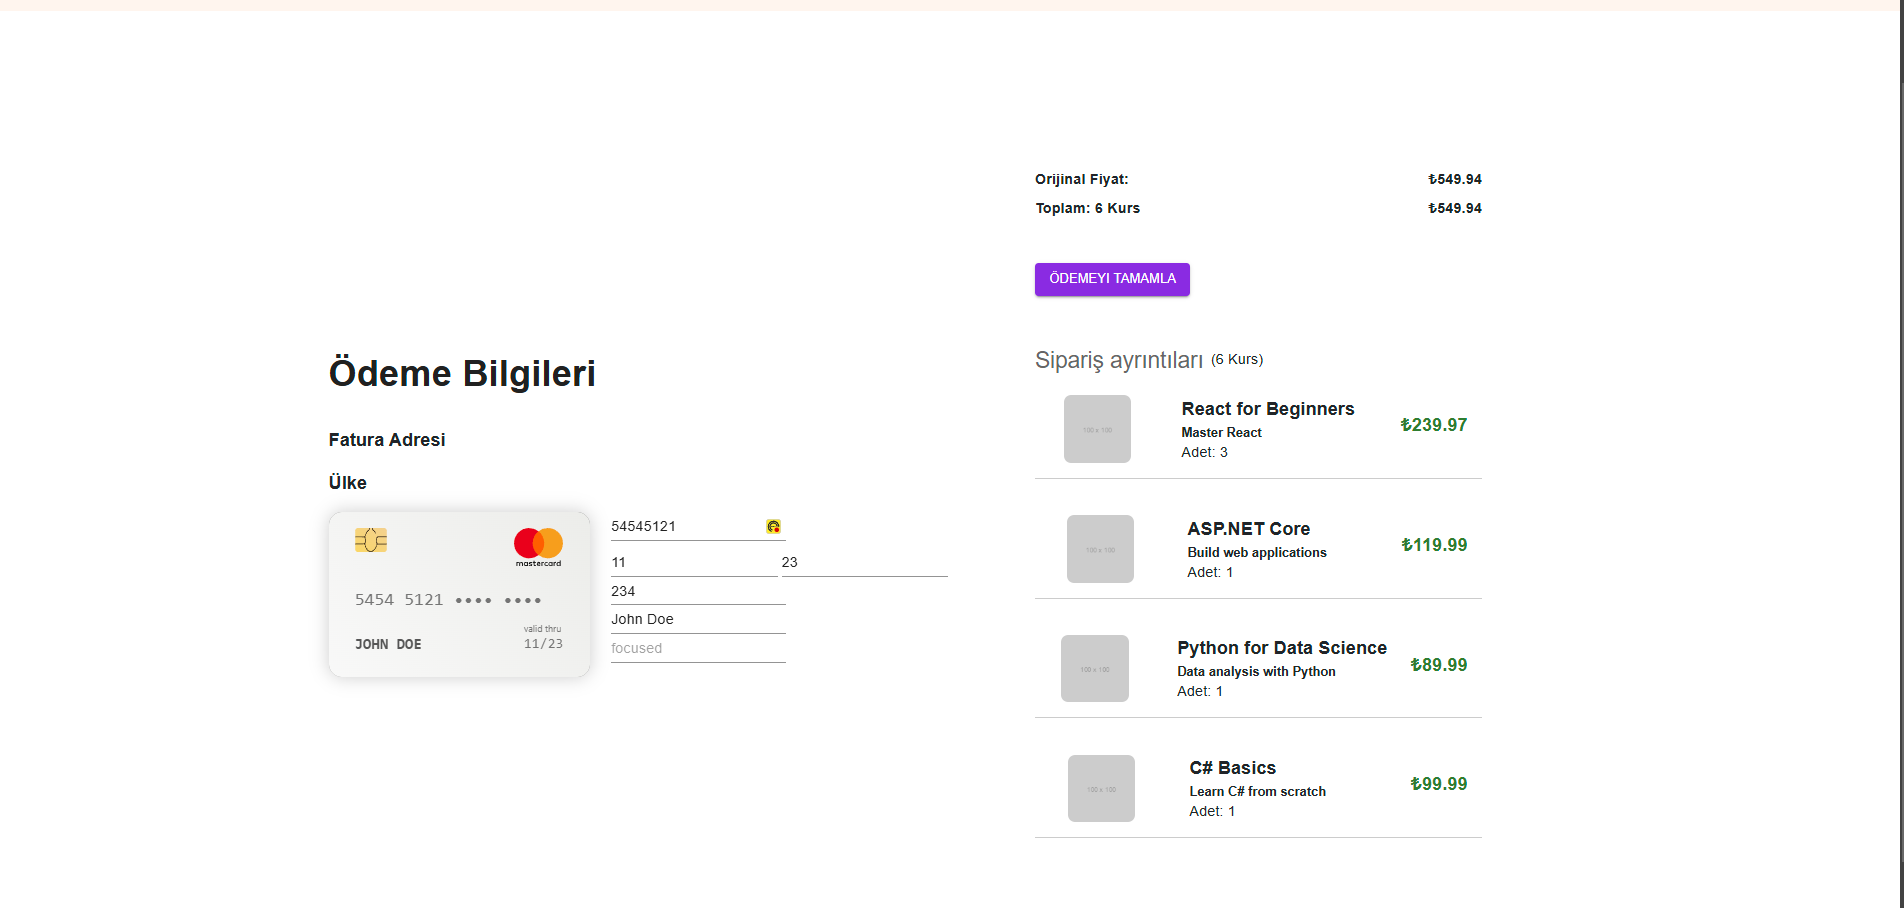 Orijinal Fiyat: ₺549.94
Toplam: 6 Kurs ₺549.94
ÖDEMEYI TAMAMLA
Ödeme Bilgileri
Fatura Adresi
Ülke
mastercard
5454 5121 •••• ••••
valid thru
JOHN DOE 11/23
54545121
11 23
234
John Doe
focused
Sipariş ayrıntıları (6 Kurs)
100 x 100
React for Beginners
Master React
Adet: 3
₺239.97
100 x 100
ASP.NET Core
Build web applications
Adet: 1
₺119.99
100 x 100
Python for Data Science
Data analysis with Python
Adet: 1
₺89.99
100 x 100
C# Basics
Learn C# from scratch
Adet: 1
₺99.99